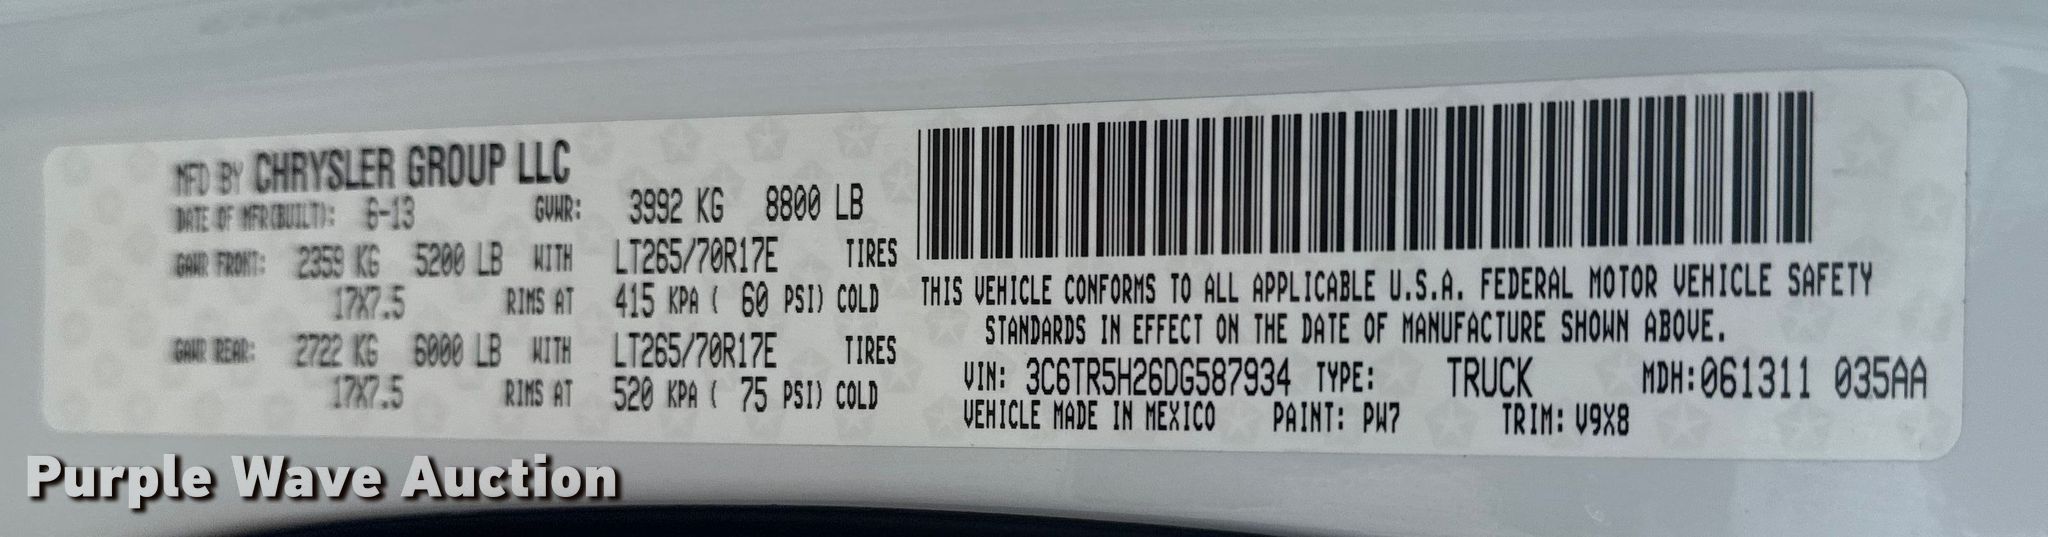 MFD BY CHRYSLER GROUP LLC
DATE OF MFR(BUILT): 6-13 GVWR: 3992 KG 8800 LB
GAWR FRONT: 2359 KG 5200 LB WITH LT265/70R17E TIRES
17X7.5 RIMS AT 415 KPA ( 60 PSI) COLD
GAWR REAR: 2722 KG 6000 LB WITH LT265/70R17E TIRES
17X7.5 RIMS AT 520 KPA ( 75 PSI) COLD
THIS VEHICLE CONFORMS TO ALL APPLICABLE U.S.A. FEDERAL MOTOR VEHICLE SAFETY
STANDARDS IN EFFECT ON THE DATE OF MANUFACTURE SHOWN ABOVE.
VIN: 3C6TR5H26DG587934 TYPE: TRUCK MDH:061311 035AA
VEHICLE MADE IN MEXICO PAINT: PW7 TRIM: V9X8
Purple Wave Auction